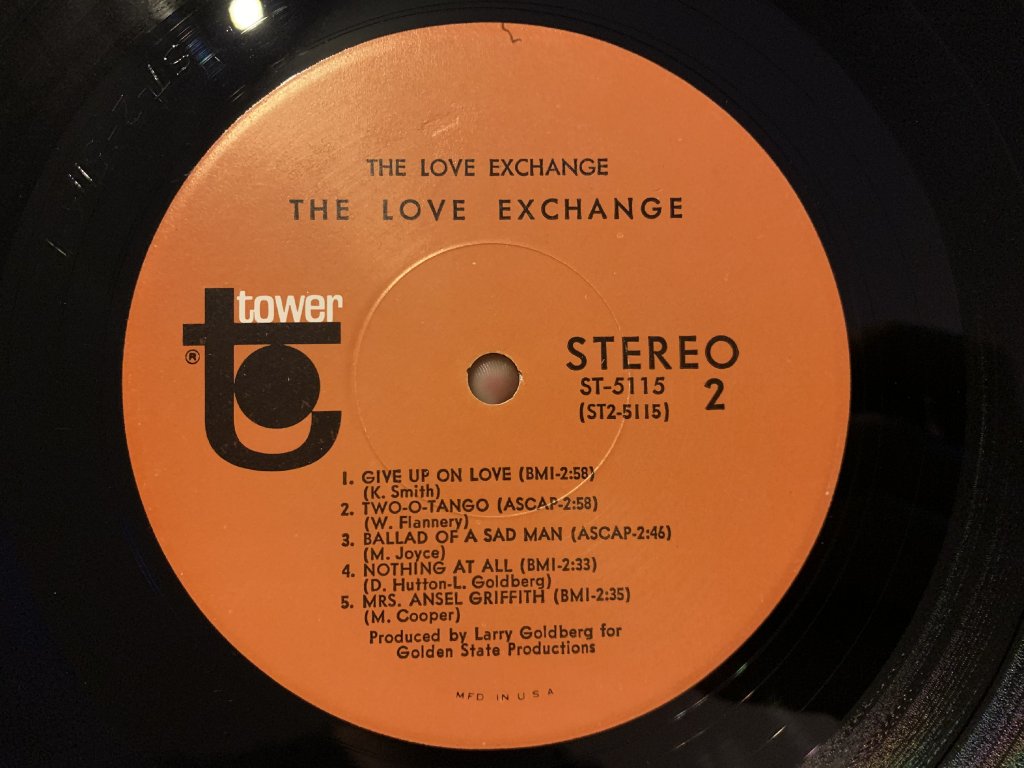 THE LOVE EXCHANGE
THE LOVE EXCHANGE
tower
®
STEREO
ST-5115
2
(ST2-5115)
1. GIVE UP ON LOVE (BMI-2:58)
(K. Smith)
2. TWO-O-TANGO (ASCAP-2:58)
(W. Flannery)
3. BALLAD OF A SAD MAN (ASCAP-2:46)
(M. Joyce)
4. NOTHING AT ALL (BMI-2:33)
(D. Hutton-L. Goldberg)
5. MRS. ANSEL GRIFFITH (BMI-2:35)
(M. Cooper)
Produced by Larry Goldberg for
Golden State Productions
MFD IN U S A